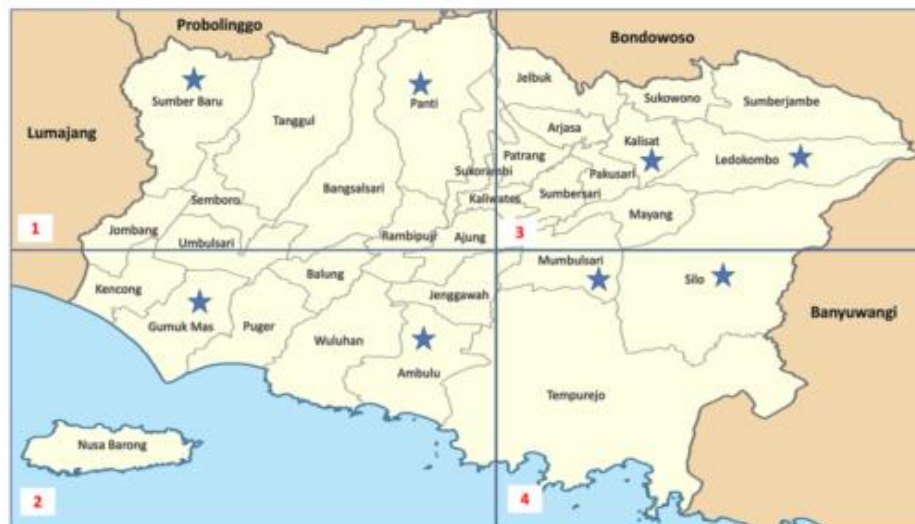 Probolinggo
Bondowoso
Jelbuk
Sukowono
Sumberjambe
Sumber Baru
Panti
Tanggul
Arjasa
Kalisat
Lumajang
Patrang
Ledokombo
Sukorambi
Pakusari
Bangsalsari
Sumbersari
Semboro
Kaliwates
Mayang
1
Jombang
Umbulsari
Rambipuji
Ajung
3
Mumbulsari
Kencong
Balung
Silo
Jenggawah
Gumuk Mas
Puger
Banyuwangi
Wuluhan
Ambulu
Tempurejo
Nusa Barong
2
4